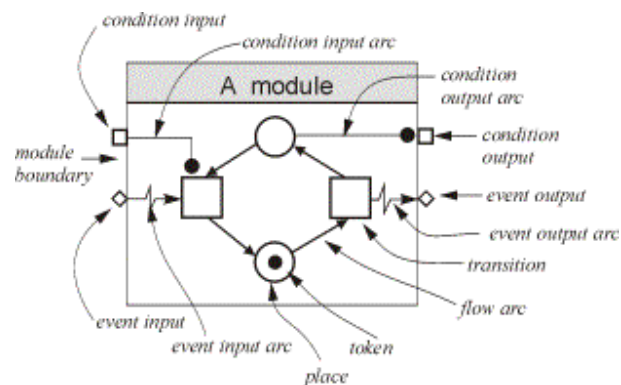 condition input
condition input arc
A module
condition
output arc
condition
output
module
boundary
event output
event output arc
transition
flow arc
event input
event input arc
token
place